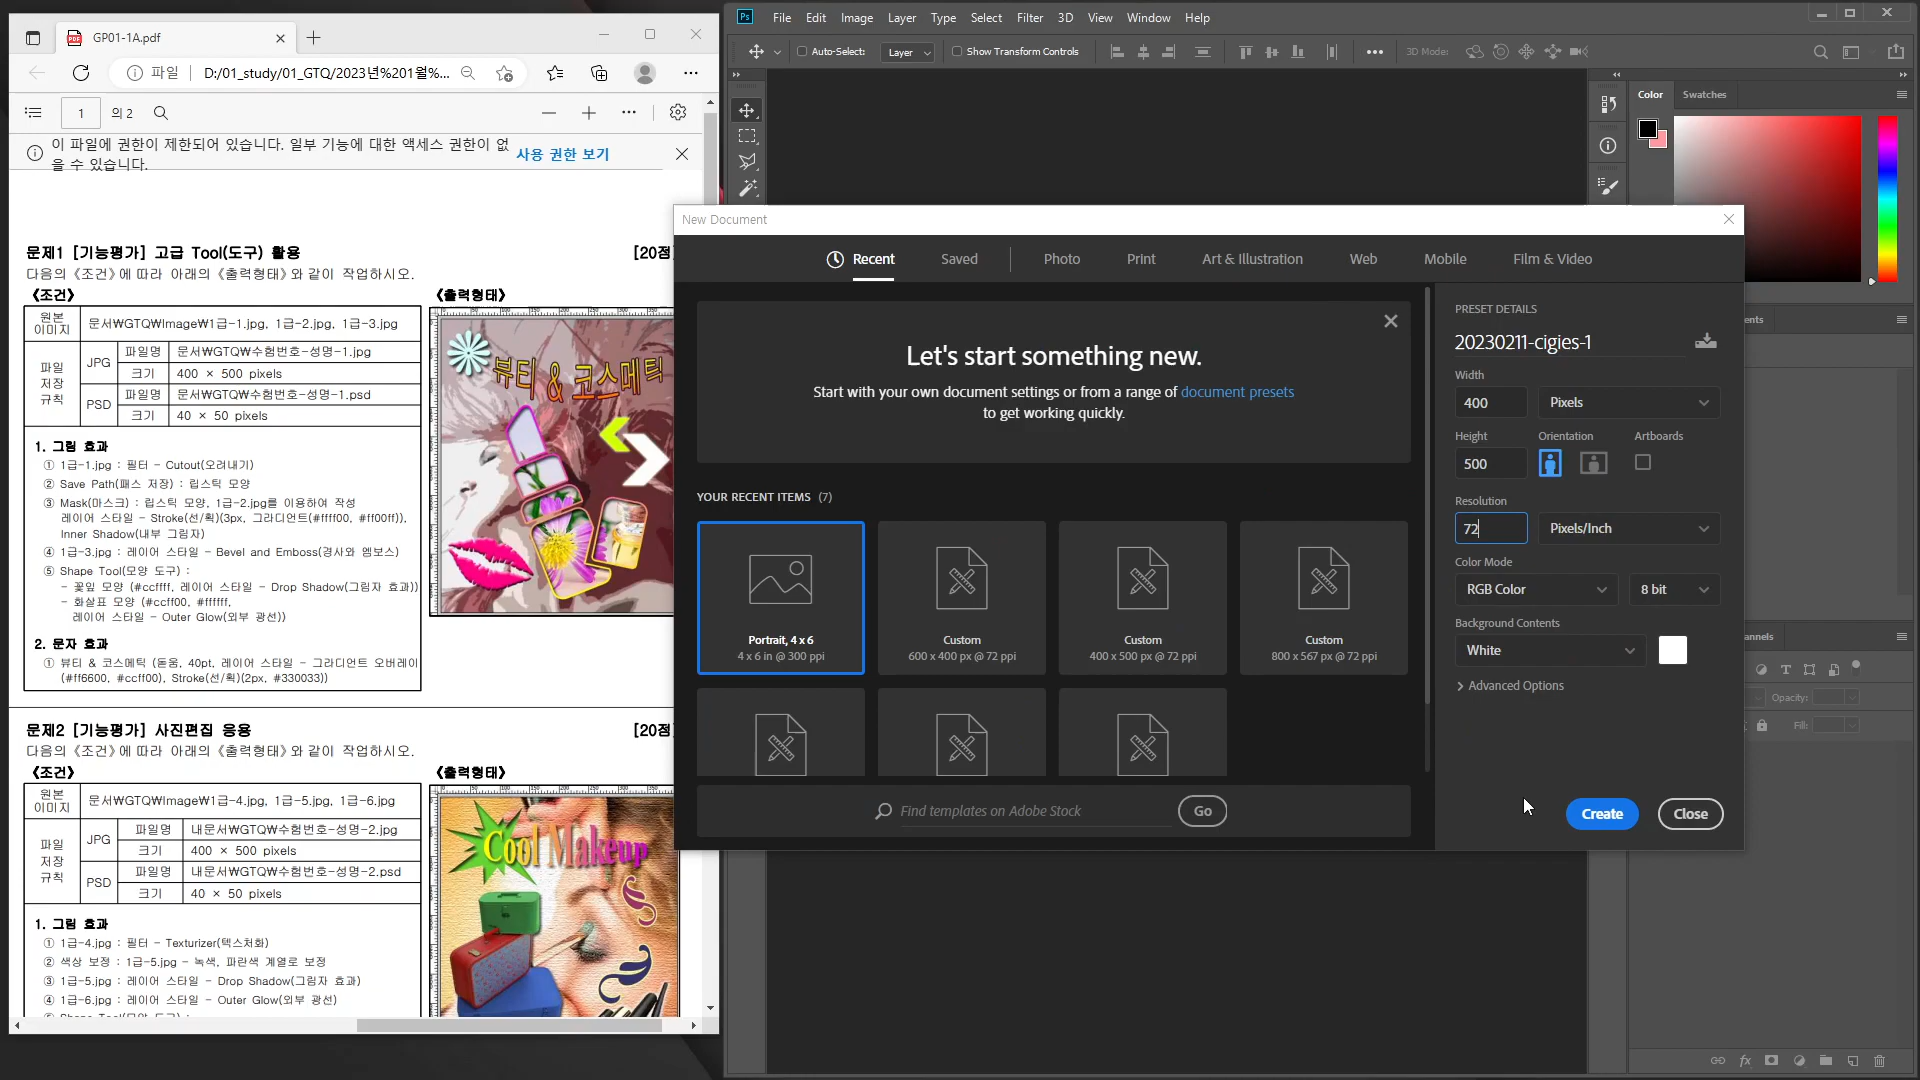 GP01-1A.pdf
파일
D:/01_study/01_GTQ/2023년%201월%...
1
의 2
이 파일에 권한이 제한되어 있습니다. 일부 기능에 대한 액세스 권한이 없
을 수 있습니다.
사용 권한 보기
문제1 [기능평가] 고급 Tool(도구) 활용
[20점
다음의 《조건》에 따라 아래의 《출력형태》와 같이 작업하시오.
《조건》
원본
이미지
문서₩GTQ₩Image₩1급-1.jpg, 1급-2.jpg, 1급-3.jpg
파일
저장
규칙
JPG
파일명
문서₩GTQ₩수험번호-성명-1.jpg
크기
400 × 500 pixels
PSD
파일명
문서₩GTQ₩수험번호-성명-1.psd
크기
40 × 50 pixels
1. 그림 효과
① 1급-1.jpg : 필터 - Cutout(오려내기)
② Save Path(패스 저장) : 립스틱 모양
③ Mask(마스크) : 립스틱 모양, 1급-2.jpg를 이용하여 작성
레이어 스타일 - Stroke(선/획)(3px, 그라디언트(#ffff00, #ff00ff)),
Inner Shadow(내부 그림자)
④ 1급-3.jpg : 레이어 스타일 - Bevel and Emboss(경사와 엠보스)
⑤ Shape Tool(모양 도구) :
- 꽃잎 모양 (#ccffff, 레이어 스타일 - Drop Shadow(그림자 효과))
- 화살표 모양 (#ccff00, #ffffff,
레이어 스타일 - Outer Glow(외부 광선))
2. 문자 효과
① 뷰티 & 코스메틱 (돋움, 40pt, 레이어 스타일 - 그라디언트 오버레이
(#ff6600, #ccff00), Stroke(선/획)(2px, #330033))
《출력형태》
뷰티 & 코스메틱
문제2 [기능평가] 사진편집 응용
[20점
다음의 《조건》에 따라 아래의 《출력형태》와 같이 작업하시오.
《조건》
원본
이미지
문서₩GTQ₩Image₩1급-4.jpg, 1급-5.jpg, 1급-6.jpg
파일
저장
규칙
JPG
파일명
내문서₩GTQ₩수험번호-성명-2.jpg
크기
400 × 500 pixels
PSD
파일명
내문서₩GTQ₩수험번호-성명-2.psd
크기
40 × 50 pixels
1. 그림 효과
① 1급-4.jpg : 필터 - Texturizer(텍스처화)
② 색상 보정 : 1급-5.jpg - 녹색, 파란색 계열로 보정
③ 1급-5.jpg : 레이어 스타일 - Drop Shadow(그림자 효과)
④ 1급-6.jpg : 레이어 스타일 - Outer Glow(외부 광선)
《출력형태》
Cool Makeup
Ps File Edit Image Layer Type Select Filter 3D View Window Help
Auto-Select: Layer Show Transform Controls 3D Mode:
Color Swatches
New Document
Recent Saved Photo Print Art & Illustration Web Mobile Film & Video
Let's start something new.
Start with your own document settings or from a range of document presets
to get working quickly.
YOUR RECENT ITEMS (7)
Portrait, 4 x 6
4 x 6 in @ 300 ppi
Custom
600 x 400 px @ 72 ppi
Custom
400 x 500 px @ 72 ppi
Custom
800 x 567 px @ 72 ppi
Find templates on Adobe Stock
Go
PRESET DETAILS
20230211-cigies-1
Width
400
Pixels
Height Orientation Artboards
500
Resolution
72
Pixels/Inch
Color Mode
RGB Color
8 bit
Background Contents
White
Advanced Options
Create
Close
ents
annels
Opacity:
Fill:
fx